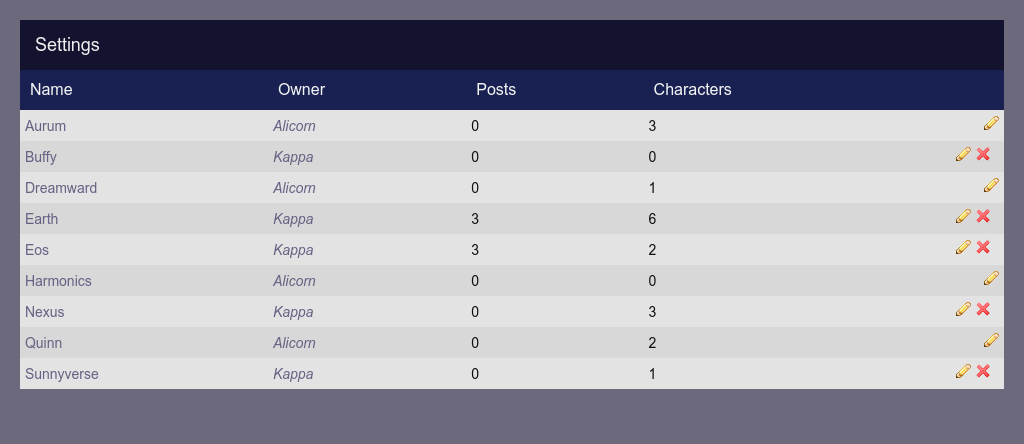 Settings
Name Owner Posts Characters
Aurum Alicorn 0 3
Buffy Kappa 0 0
Dreamward Alicorn 0 1
Earth Kappa 3 6
Eos Kappa 3 2
Harmonics Alicorn 0 0
Nexus Kappa 0 3
Quinn Alicorn 0 2
Sunnyverse Kappa 0 1